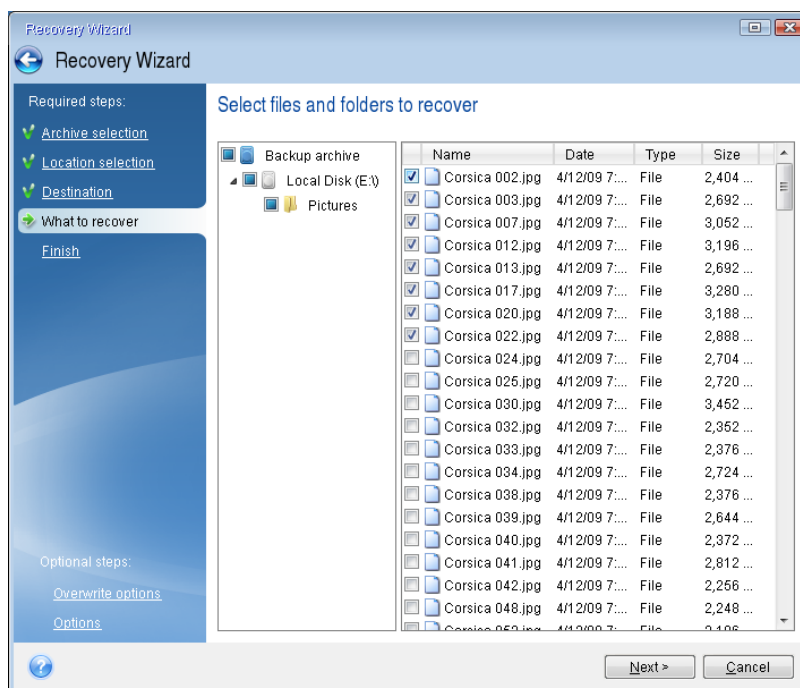 Recovery Wizard
Recovery Wizard
Required steps:
Archive selection
Location selection
Destination
What to recover
Finish
Optional steps:
Overwrite options
Options
Select files and folders to recover
Backup archive
Local Disk (E:\)
Pictures
Name Date Type Size
Corsica 002.jpg 4/12/09 7:... File 2,404 ...
Corsica 003.jpg 4/12/09 7:... File 2,692 ...
Corsica 007.jpg 4/12/09 7:... File 3,052 ...
Corsica 012.jpg 4/12/09 7:... File 3,196 ...
Corsica 013.jpg 4/12/09 7:... File 2,692 ...
Corsica 017.jpg 4/12/09 7:... File 3,280 ...
Corsica 020.jpg 4/12/09 7:... File 3,188 ...
Corsica 022.jpg 4/12/09 7:... File 2,888 ...
Corsica 024.jpg 4/12/09 7:... File 2,704 ...
Corsica 025.jpg 4/12/09 7:... File 2,720 ...
Corsica 030.jpg 4/12/09 7:... File 3,452 ...
Corsica 032.jpg 4/12/09 7:... File 2,352 ...
Corsica 033.jpg 4/12/09 7:... File 2,376 ...
Corsica 034.jpg 4/12/09 7:... File 2,724 ...
Corsica 038.jpg 4/12/09 7:... File 2,376 ...
Corsica 039.jpg 4/12/09 7:... File 2,644 ...
Corsica 040.jpg 4/12/09 7:... File 2,372 ...
Corsica 041.jpg 4/12/09 7:... File 2,812 ...
Corsica 042.jpg 4/12/09 7:... File 2,256 ...
Corsica 048.jpg 4/12/09 7:... File 2,248 ...
Next >
Cancel